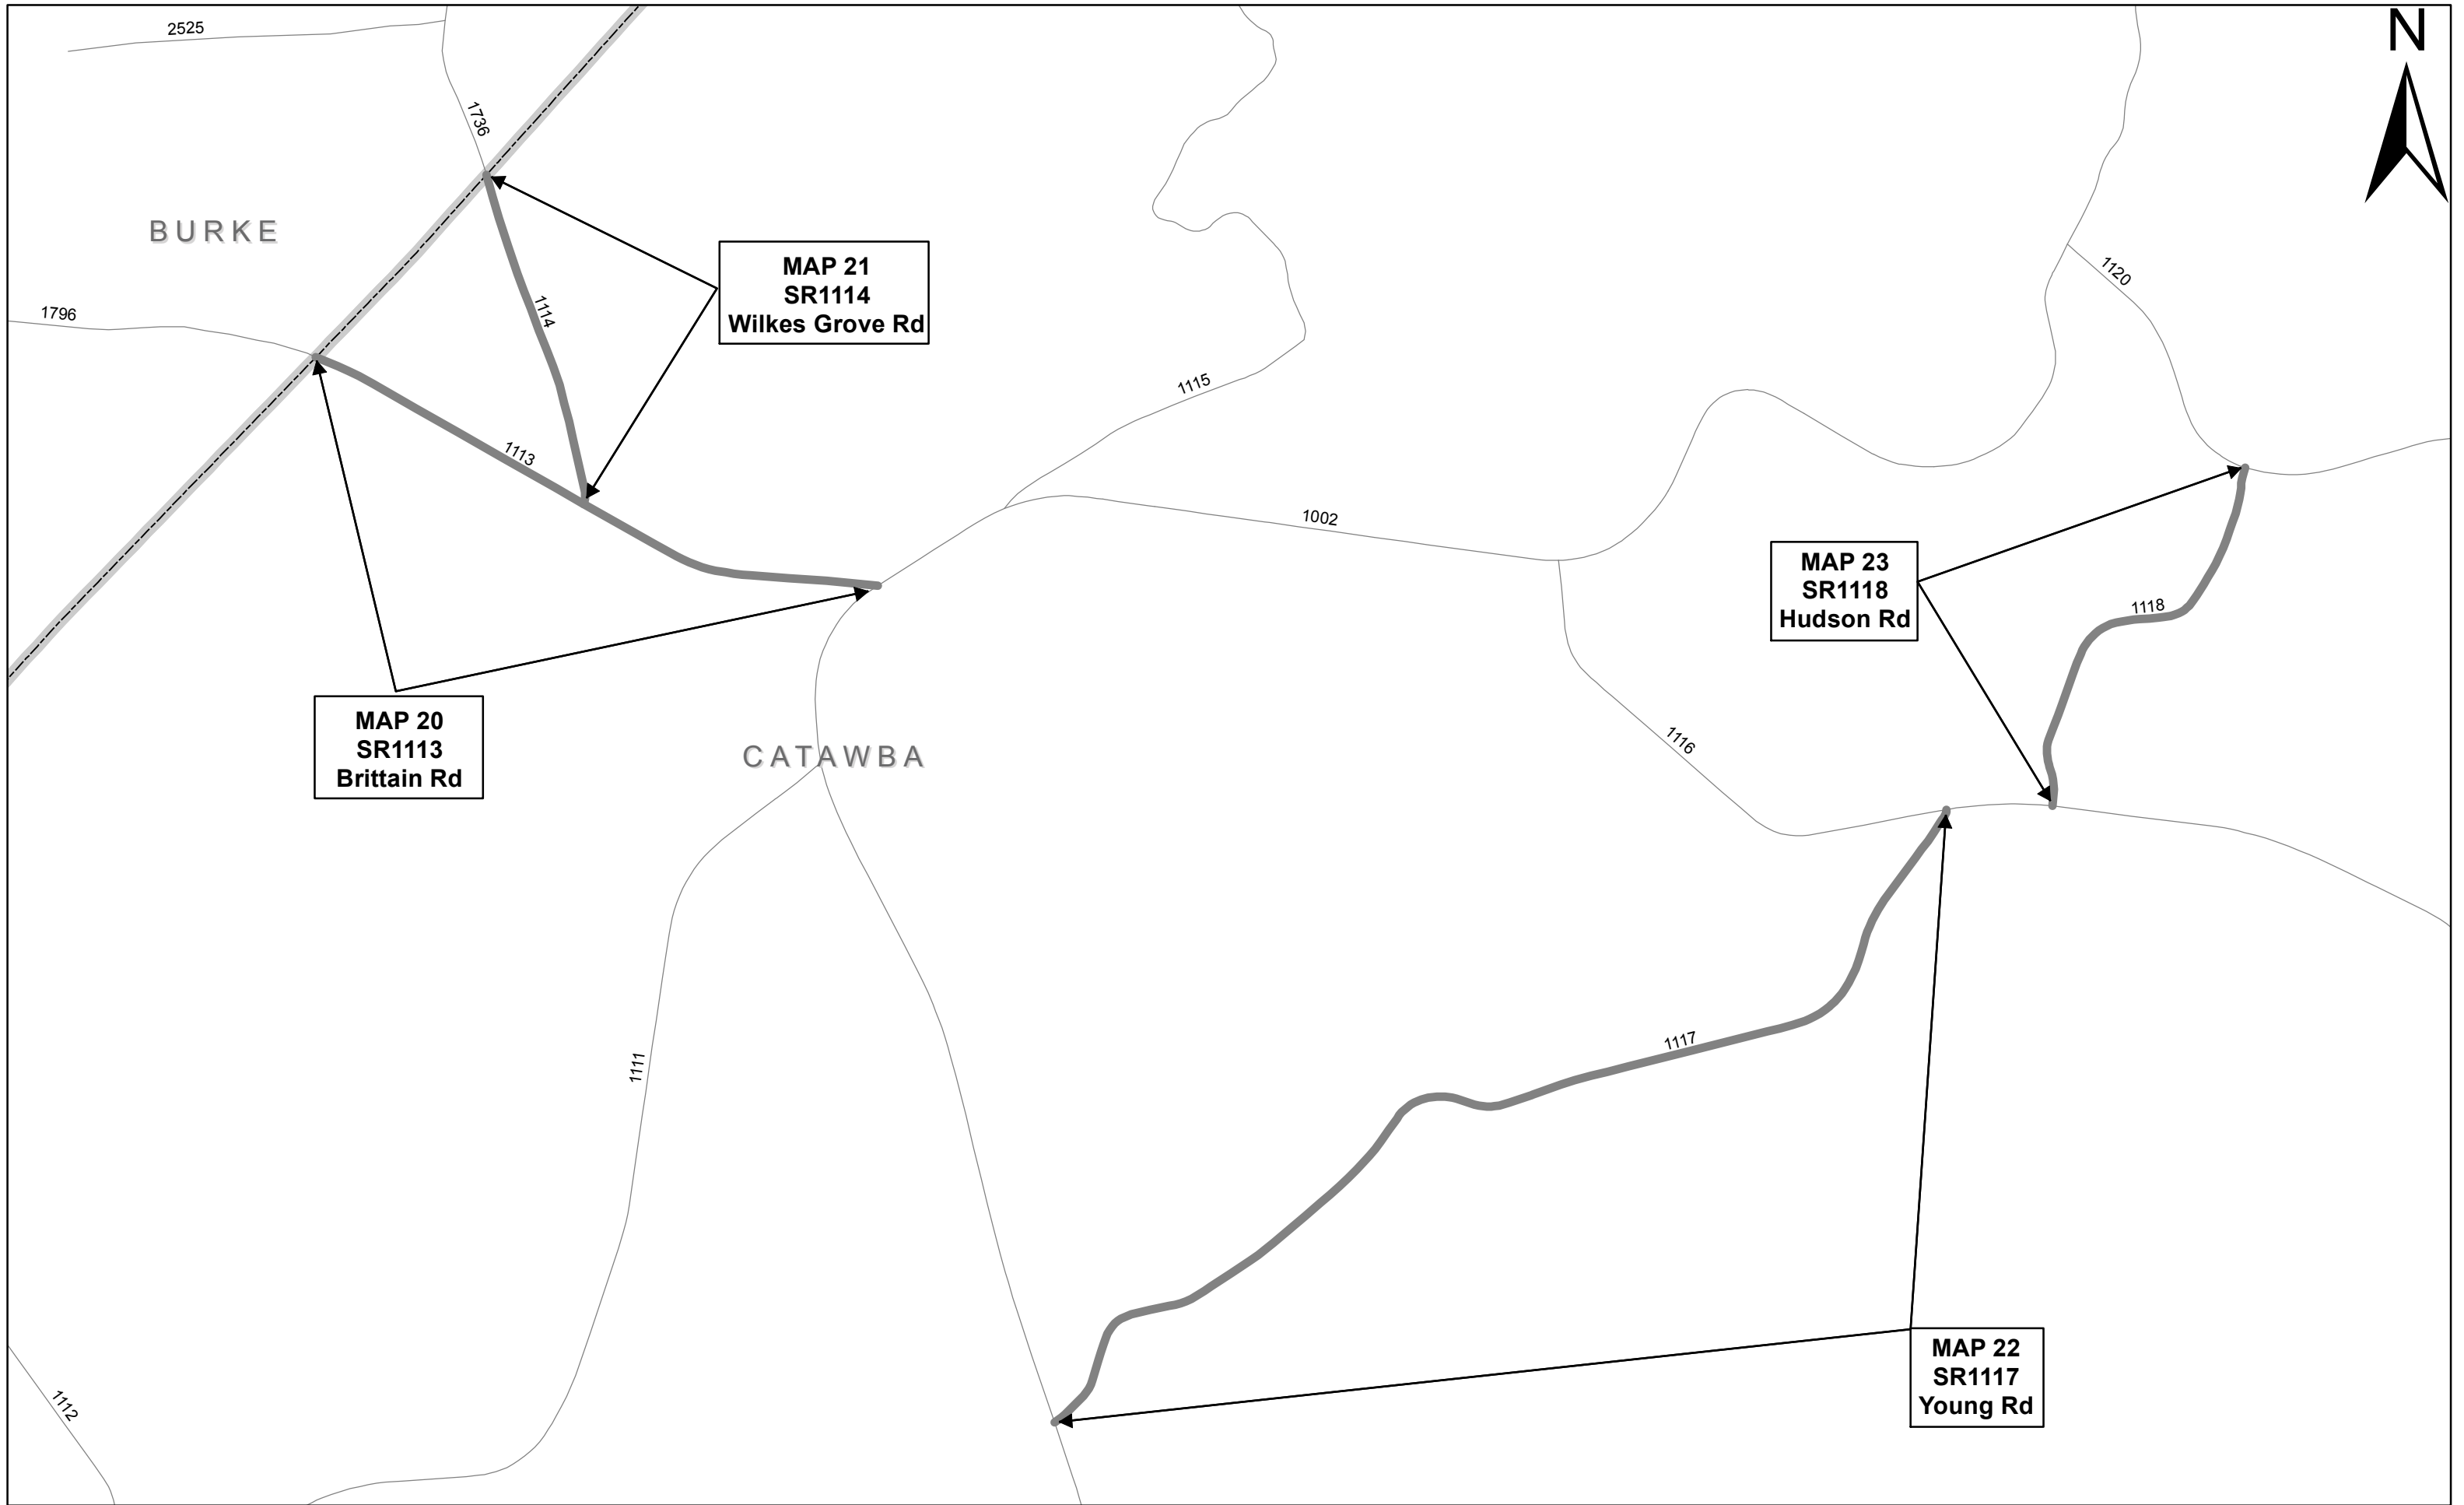 2525
N
1736
BURKE
MAP 21
SR1114
Wilkes Grove Rd
1120
1796
1114
1115
1113
1002
MAP 23
SR1118
Hudson Rd
1118
MAP 20
SR1113
Brittain Rd
CATAWBA
1116
1117
1111
MAP 22
SR1117
Young Rd
1112